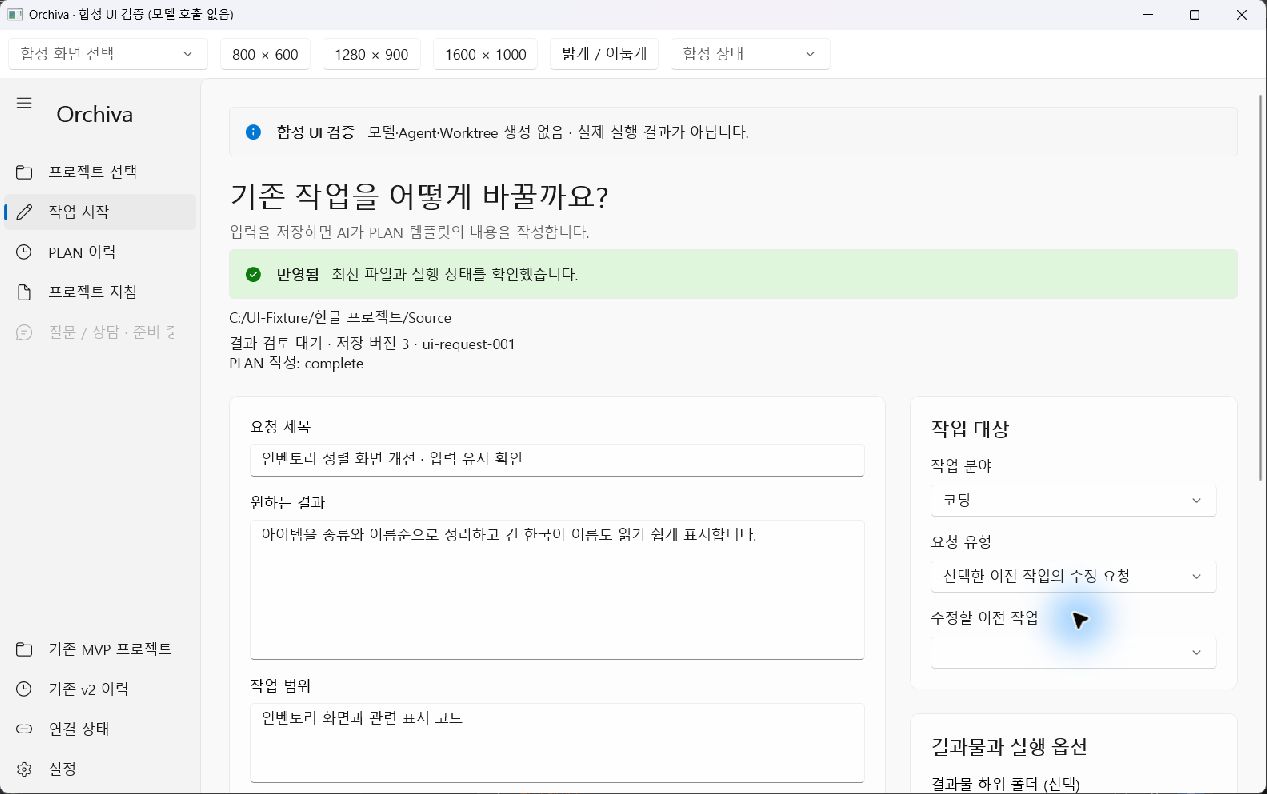 Orchiva · 합성 UI 검증 (모델 호출 없음)
합성 화면 선택
800 × 600
1280 × 900
1600 × 1000
밝게 / 어둡게
합성 상태
Orchiva
프로젝트 선택
작업 시작
PLAN 이력
프로젝트 지침
질문 / 상담 · 준비 중
기존 MVP 프로젝트
기존 v2 이력
연결 상태
설정
합성 UI 검증 모델·Agent·Worktree 생성 없음 · 실제 실행 결과가 아닙니다.
기존 작업을 어떻게 바꿀까요?
입력을 저장하면 AI가 PLAN 템플릿의 내용을 작성합니다.
반영됨 최신 파일과 실행 상태를 확인했습니다.
C:/UI-Fixture/한글 프로젝트/Source
결과 검토 대기 · 저장 버전 3 · ui-request-001
PLAN 작성: complete
요청 제목
인벤토리 정렬 화면 개선 · 입력 유지 확인
원하는 결과
아이템을 종류와 이름순으로 정리하고 긴 한국어 이름도 읽기 쉽게 표시합니다.
작업 범위
인벤토리 화면과 관련 표시 코드
작업 대상
작업 분야
코딩
요청 유형
선택한 이전 작업의 수정 요청
수정할 이전 작업
결과물과 실행 옵션
결과물 하위 폴더 (선택)